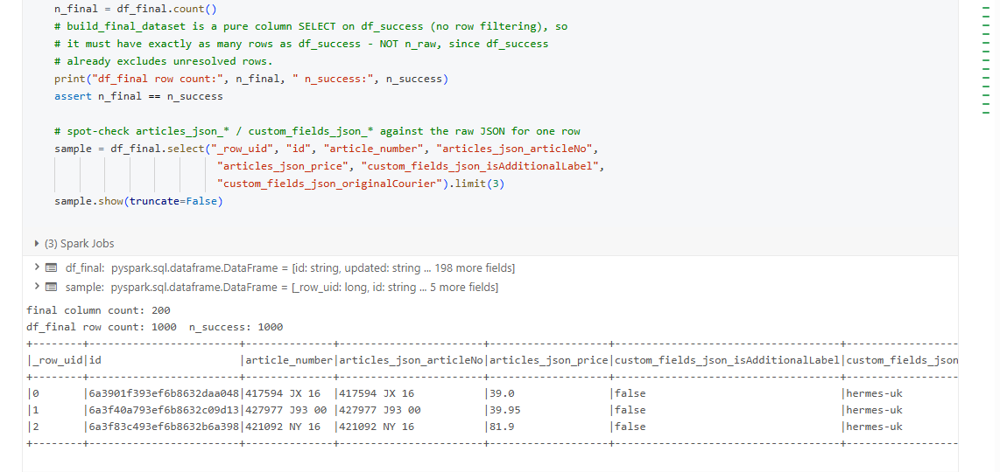 n_final = df_final.count()
# build_final_dataset is a pure column SELECT on df_success (no row filtering), so
# it must have exactly as many rows as df_success - NOT n_raw, since df_success
# already excludes unresolved rows.
print("df_final row count:", n_final, " n_success:", n_success)
assert n_final == n_success
# spot-check articles_json_* / custom_fields_json_* against the raw JSON for one row
sample = df_final.select("_row_uid", "id", "article_number", "articles_json_articleNo",
"articles_json_price", "custom_fields_json_isAdditionalLabel",
"custom_fields_json_originalCourier").limit(3)
sample.show(truncate=False)
(3) Spark Jobs
df_final: pyspark.sql.dataframe.DataFrame = [id: string, updated: string ... 198 more fields]
sample: pyspark.sql.dataframe.DataFrame = [_row_uid: long, id: string ... 5 more fields]
final column count: 200
df_final row count: 1000  n_success: 1000
+--------+------------------------+--------------+-----------------------+-------------------+------------------------------------+------------------
|_row_uid|id                      |article_number|articles_json_articleNo|articles_json_price|custom_fields_json_isAdditionalLabel|custom_fields_json
+--------+------------------------+--------------+-----------------------+-------------------+------------------------------------+------------------
|0       |6a3901f393ef6b8632daa048|417594 JX 16  |417594 JX 16           |39.0               |false                               |hermes-uk
|1       |6a3f40a793ef6b8632c09d13|427977 J93 00 |427977 J93 00          |39.95              |false                               |hermes-uk
|2       |6a3f83c493ef6b8632b6a398|421092 NY 16  |421092 NY 16           |81.9               |false                               |hermes-uk
+--------+------------------------+--------------+-----------------------+-------------------+------------------------------------+------------------